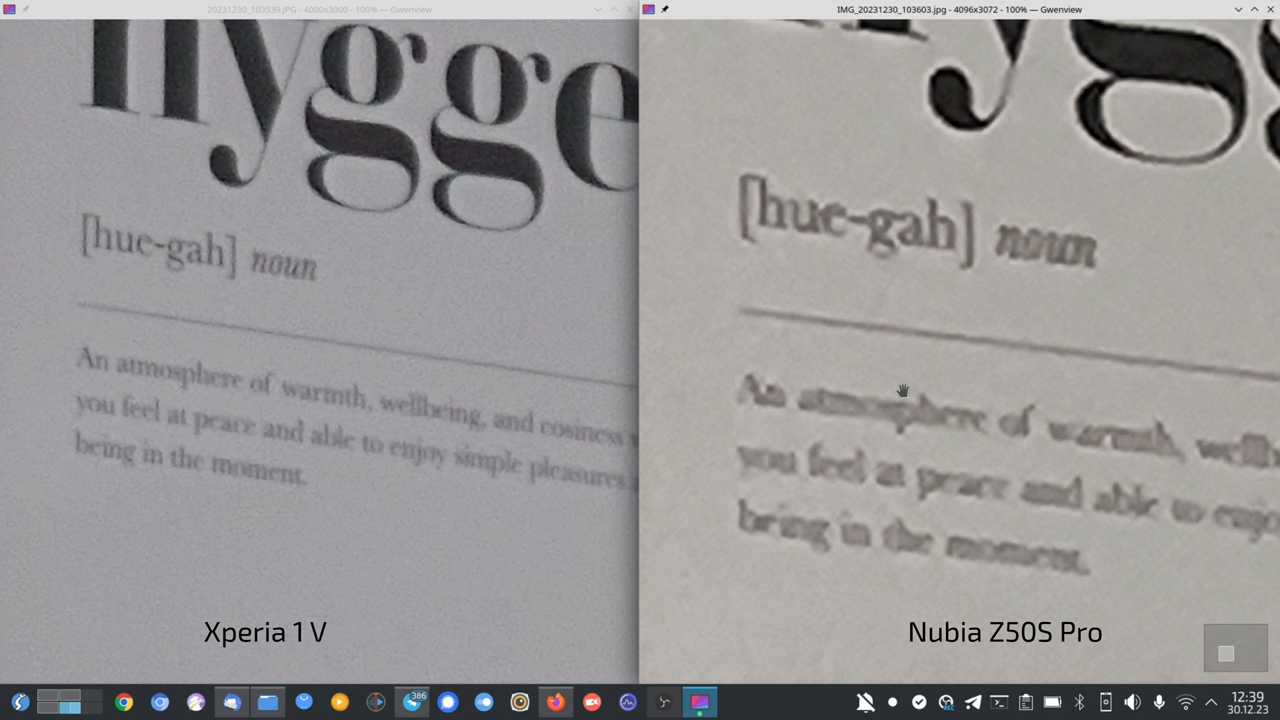 20231230_103539.JPG - 4000x3000 - 100% — Gwenview
IMG_20231230_103603.jpg - 4096x3072 - 100% — Gwenview
hygge
[hue-gah] noun
An atmosphere of warmth, wellbeing, and cosiness
you feel at peace and able to enjoy simple pleasures
being in the moment.
Xperia 1 V
[hue-gah] noun
An atmosphere of warmth,
you feel at peace and able to
being in the moment.
Nubia Z50S Pro
386
12:39
30.12.23